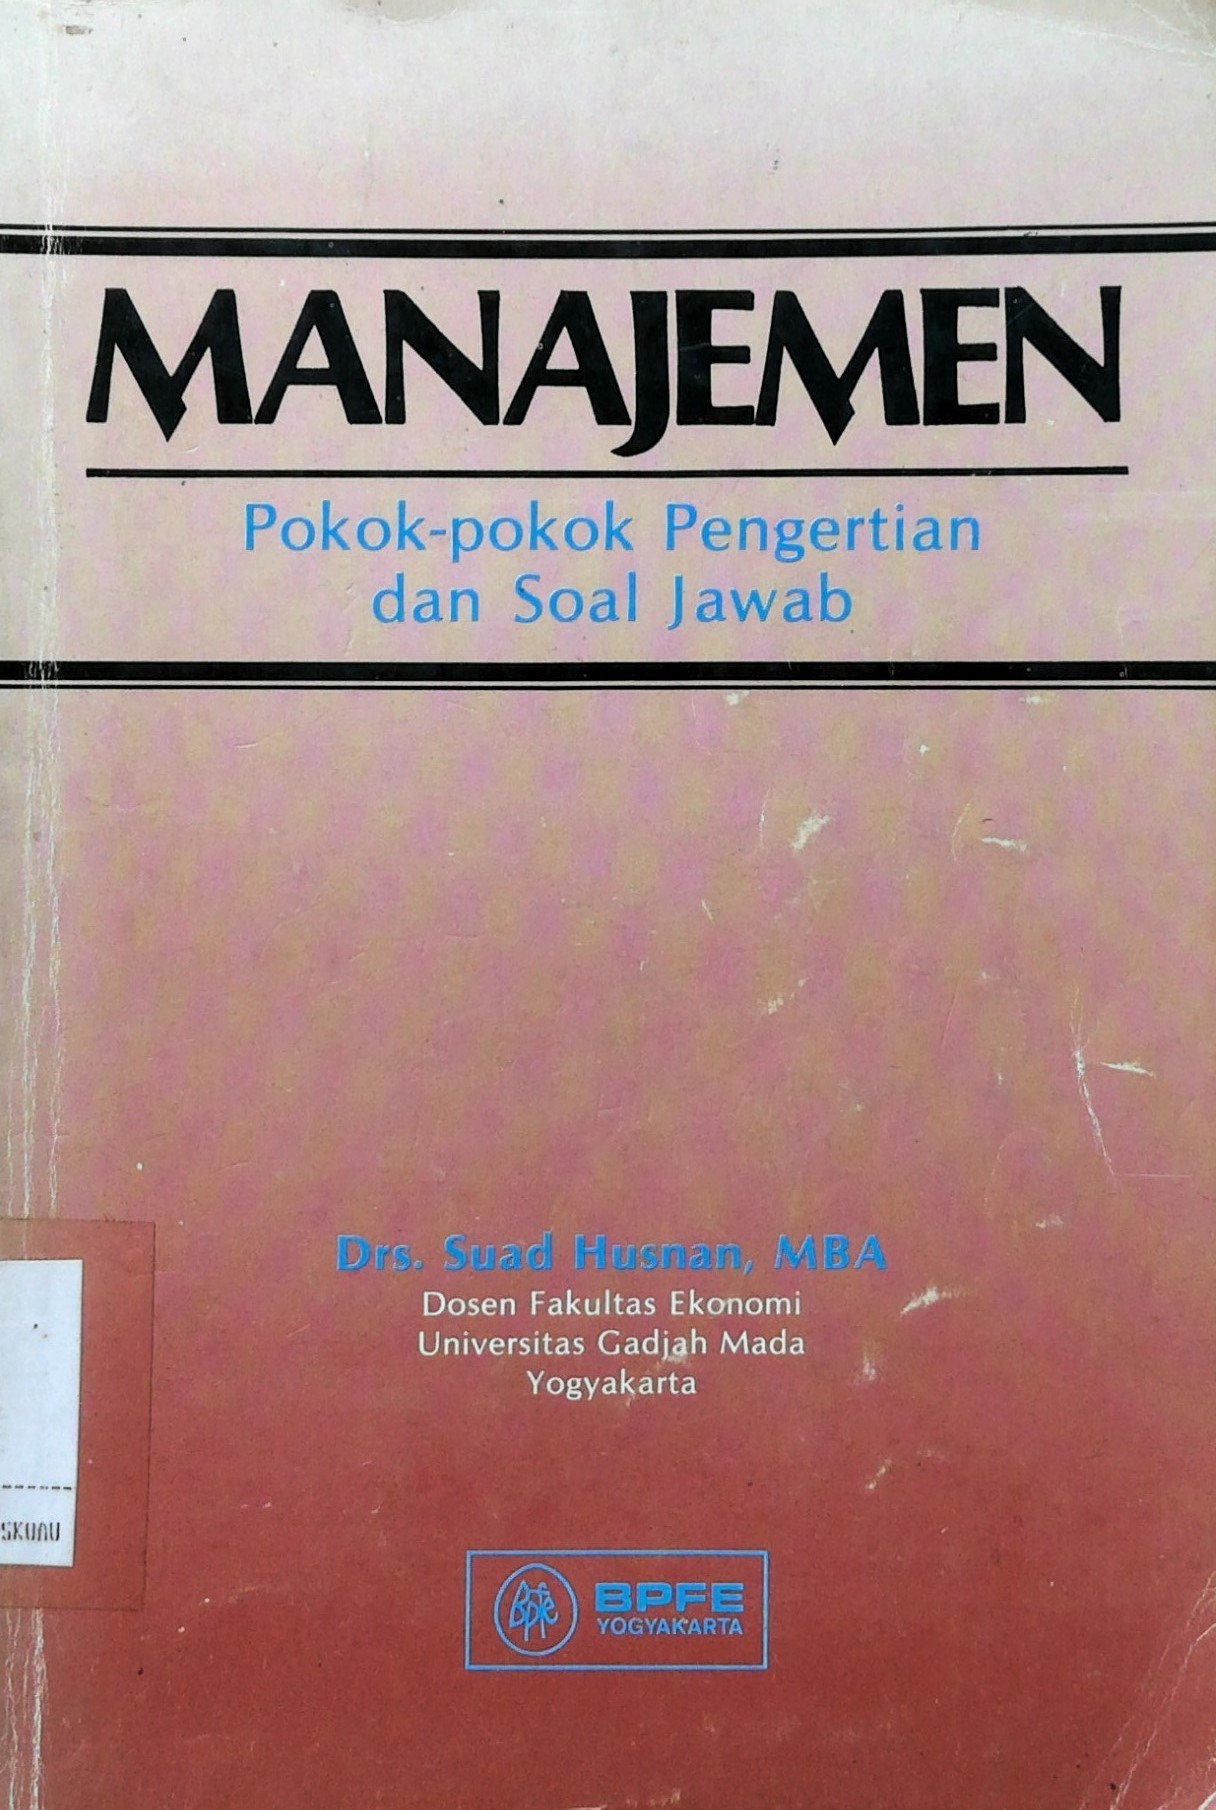 MANAJEMEN
Pokok-pokok Pengertian
dan Soal Jawab
Drs. Suad Husnan, MBA
Dosen Fakultas Ekonomi
Universitas Gadjah Mada
Yogyakarta
Bpfe BPFE
YOGYAKARTA
SKUAU